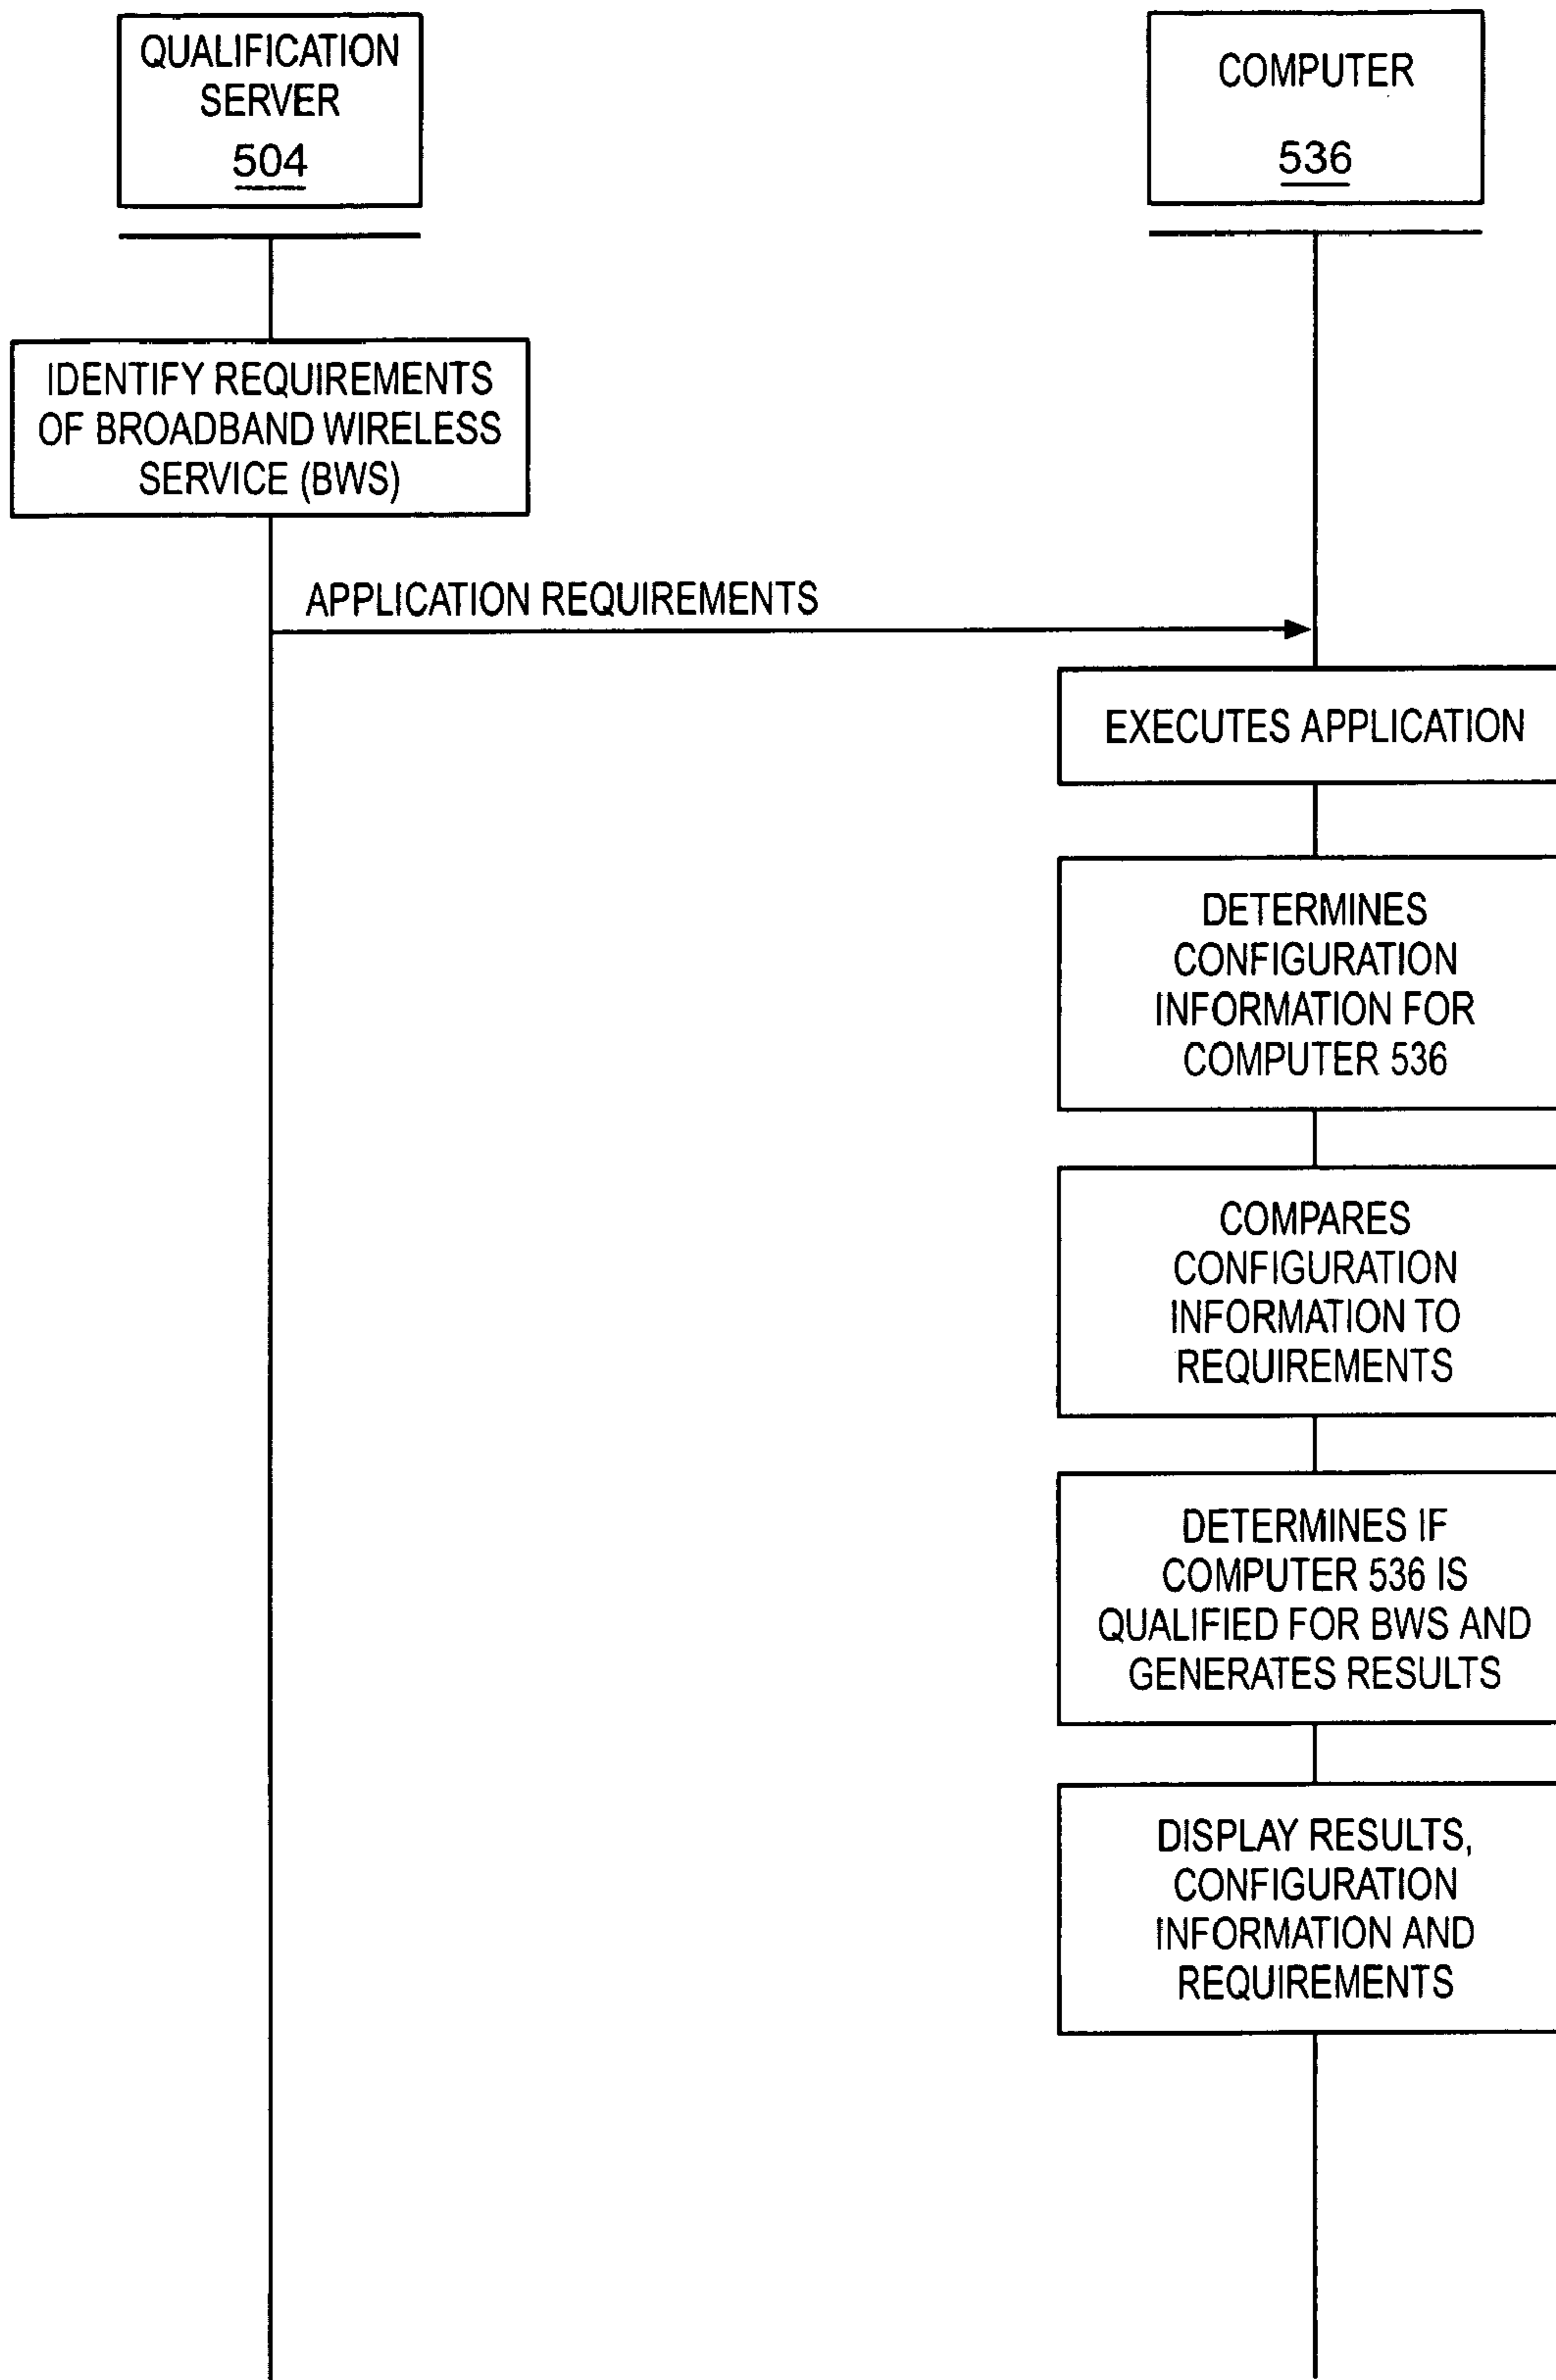 QUALIFICATION
SERVER
504
COMPUTER
536
IDENTIFY REQUIREMENTS
OF BROADBAND WIRELESS
SERVICE (BWS)
APPLICATION REQUIREMENTS
EXECUTES APPLICATION
DETERMINES
CONFIGURATION
INFORMATION FOR
COMPUTER 536
COMPARES
CONFIGURATION
INFORMATION TO
REQUIREMENTS
DETERMINES IF
COMPUTER 536 IS
QUALIFIED FOR BWS AND
GENERATES RESULTS
DISPLAY RESULTS,
CONFIGURATION
INFORMATION AND
REQUIREMENTS